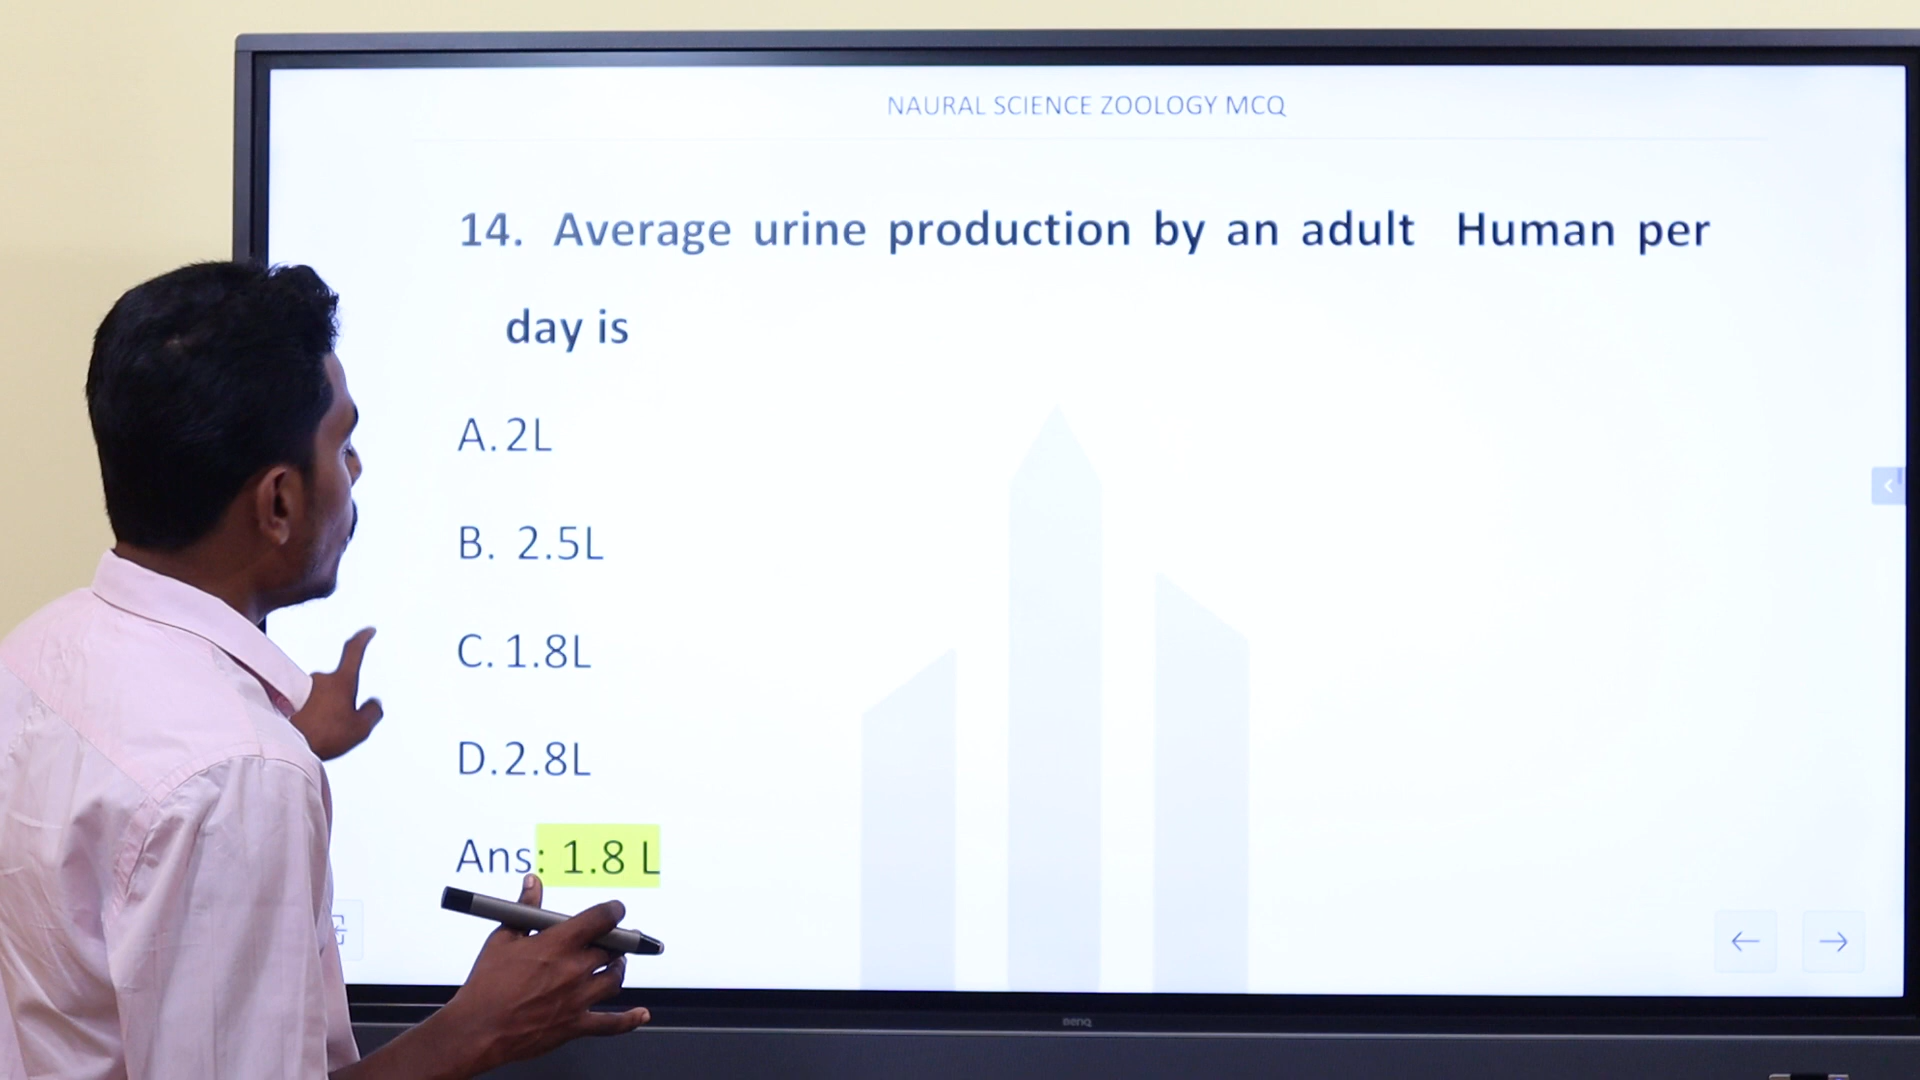 NAURAL SCIENCE ZOOLOGY MCQ
14. Average urine production by an adult Human per
day is
A. 2L
B. 2.5L
C. 1.8L
D. 2.8L
Ans: 1.8 L
BenQ